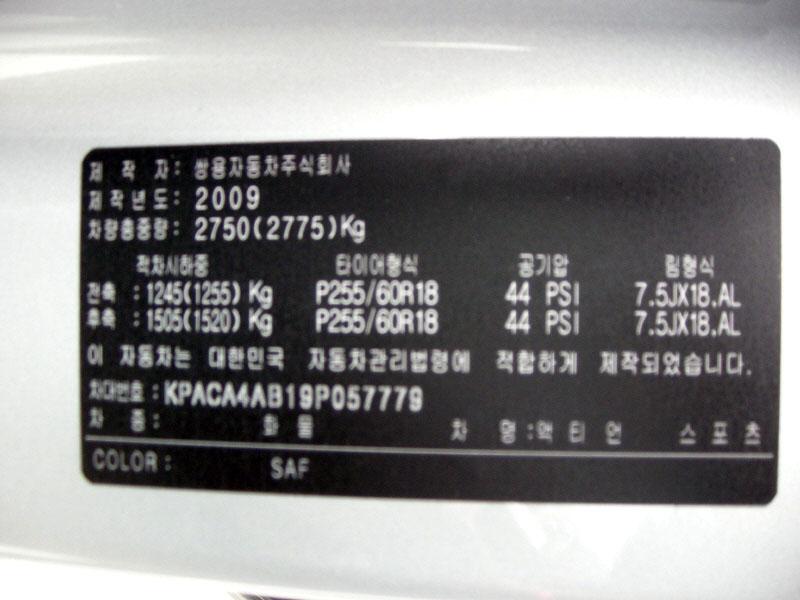 제 작 자: 쌍용자동차주식회사
제작년도: 2009
차량총중량: 2750(2775)Kg
적차시하중 타이어형식 공기압 림형식
전축 :1245(1255) Kg P255/60R18 44 PSI 7.5JX18.AL
후축 :1505(1520) Kg P255/60R18 44 PSI 7.5JX18.AL
이 자동차는 대한민국 자동차관리법령에 적합하게 제작되었습니다.
차대번호:KPACA4AB19P057779
차 종: 화 물 차 명:액 티 언 스 포 츠
COLOR: SAF